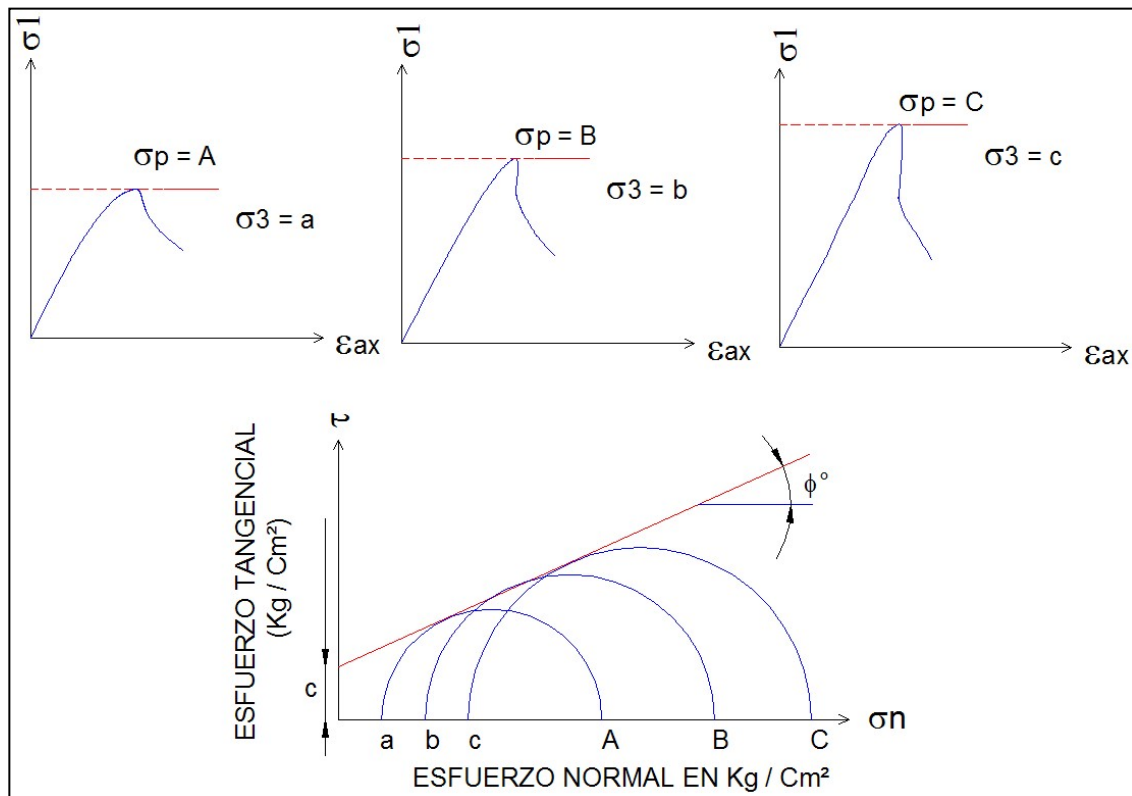 σ1
σp = A
σ3 = a
εax
σ1
σp = B
σ3 = b
εax
σ1
σp = C
σ3 = c
εax
τ
ESFUERZO TANGENCIAL
(Kg / Cm²)
ϕº
c
a b c A B C
σn
ESFUERZO NORMAL EN Kg / Cm²